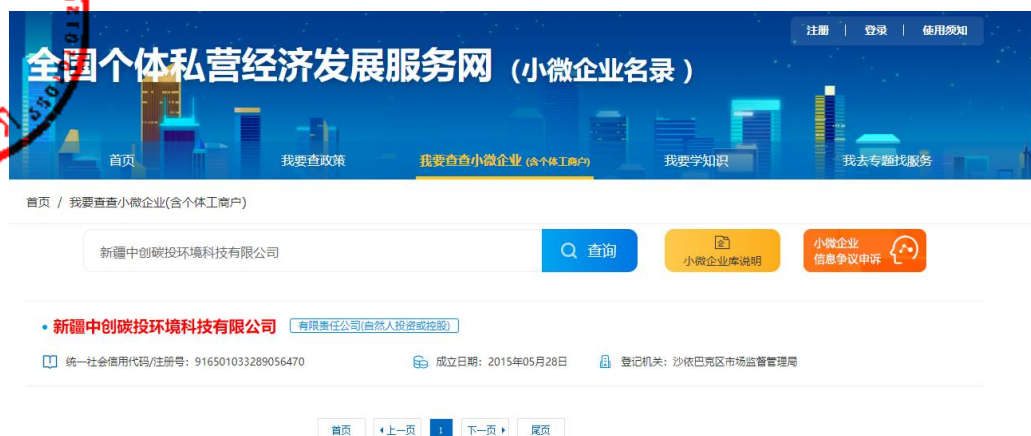 注册 | 登录 | 使用须知
全国个体私营经济发展服务网（小微企业名录 ）
首页 我要查政策 我要查查小微企业 (含个体工商户) 我要学知识 我去专题找服务
首页 / 我要查查小微企业(含个体工商户)
新疆中创碳投环境科技有限公司 查询 小微企业库说明 小微企业
信息争议申诉
• 新疆中创碳投环境科技有限公司 有限责任公司(自然人投资或控股)
统一社会信用代码/注册号：916501033289056470 成立日期：2015年05月28日 登记机关：沙依巴克区市场监督管理局
首页 上一页 1 下一页 尾页